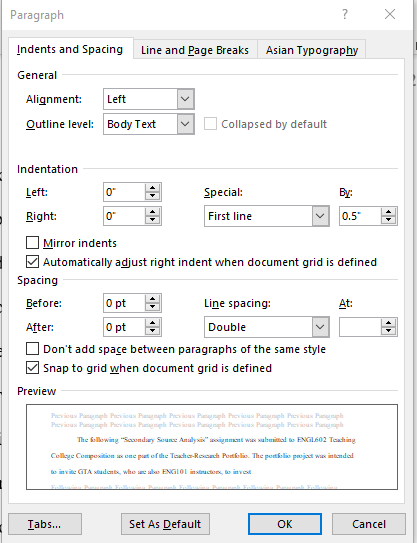 Paragraph ? ×
Indents and Spacing Line and Page Breaks Asian Typography
General
Alignment: Left
Outline level: Body Text Collapsed by default
Indentation
Left: 0" Special: By:
Right: 0" First line 0.5"
Mirror indents
Automatically adjust right indent when document grid is defined
Spacing
Before: 0 pt Line spacing: At:
After: 0 pt Double
Don't add space between paragraphs of the same style
Snap to grid when document grid is defined
Preview
Previous Paragraph Previous Paragraph Previous Paragraph Previous Paragraph Previous Paragraph
Previous Paragraph Previous Paragraph Previous Paragraph Previous Paragraph Previous Paragraph
The following “Secondary Source Analysis” assignment was submitted to ENGL602 Teaching
College Composition as one part of the Teacher-Research Portfolio. The portfolio project was intended
to invite GTA students, who are also ENG101 instructors, to invest
Following Paragraph Following Paragraph Following Paragraph Following Paragraph
Tabs... Set As Default OK Cancel